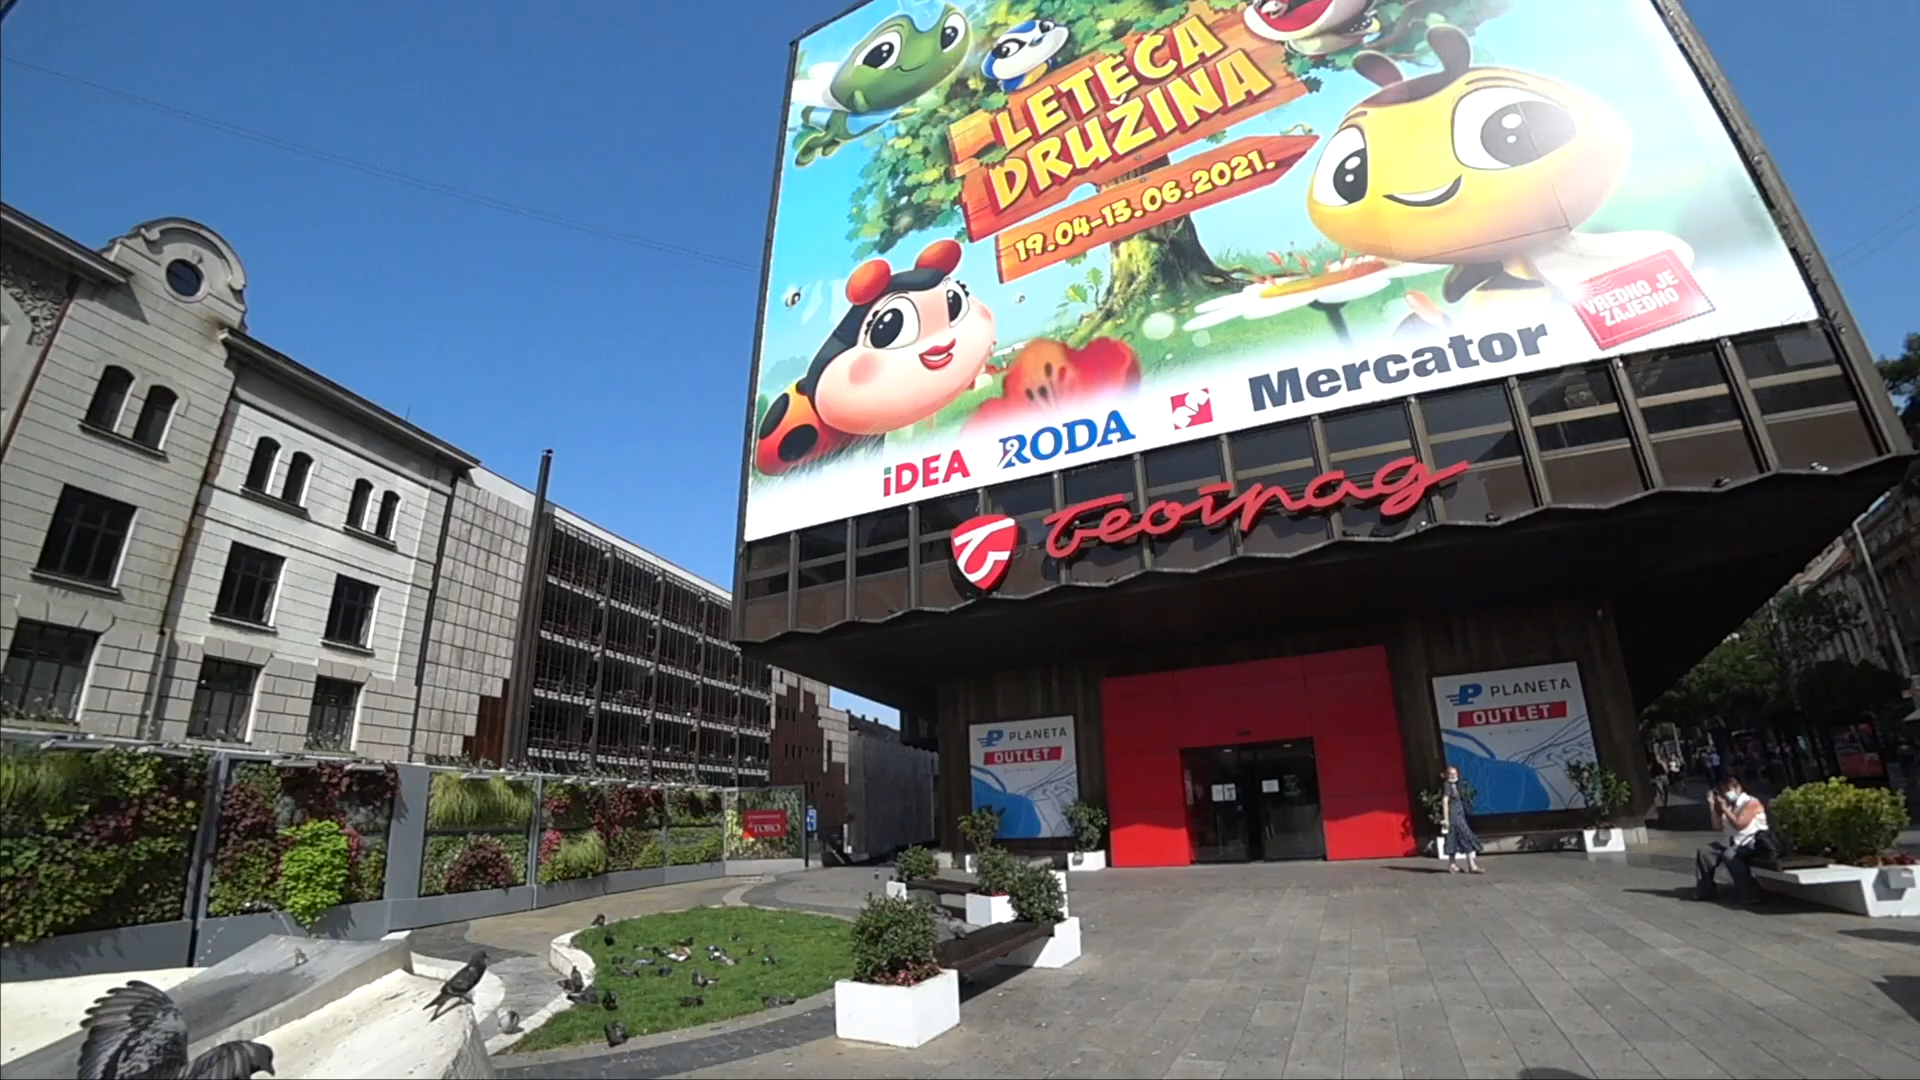 LETEĆA
DRUŽINA
19.04-13.06.2021.
VREDNO JE
ZAJEDNO
iDEA RODA Mercator
Београд
PLANETA
OUTLET
PLANETA
OUTLET
TORO